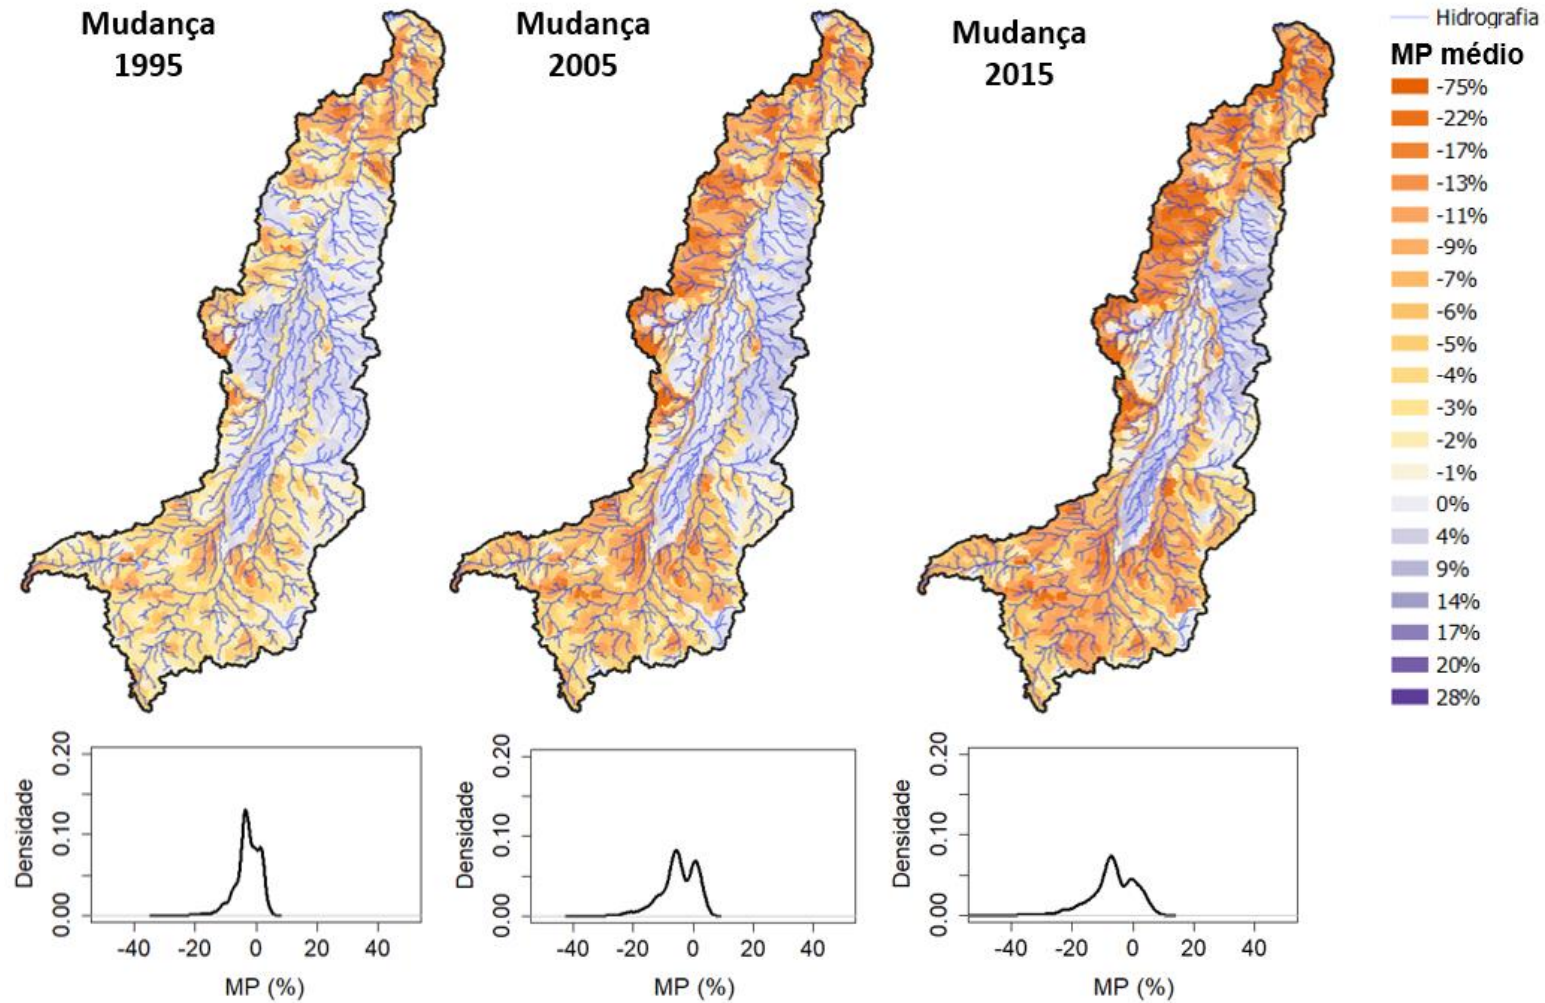 Mudança
1995
Mudança
2005
Mudança
2015
Hidrografia
MP médio
-75%
-22%
-17%
-13%
-11%
-9%
-7%
-6%
-5%
-4%
-3%
-2%
-1%
0%
4%
9%
14%
17%
20%
28%
Densidade
0.20
0.10
0.00
-40 -20 0 20 40
MP (%)
Densidade
0.20
0.10
0.00
-40 -20 0 20 40
MP (%)
Densidade
0.20
0.10
0.00
-40 -20 0 20 40
MP (%)